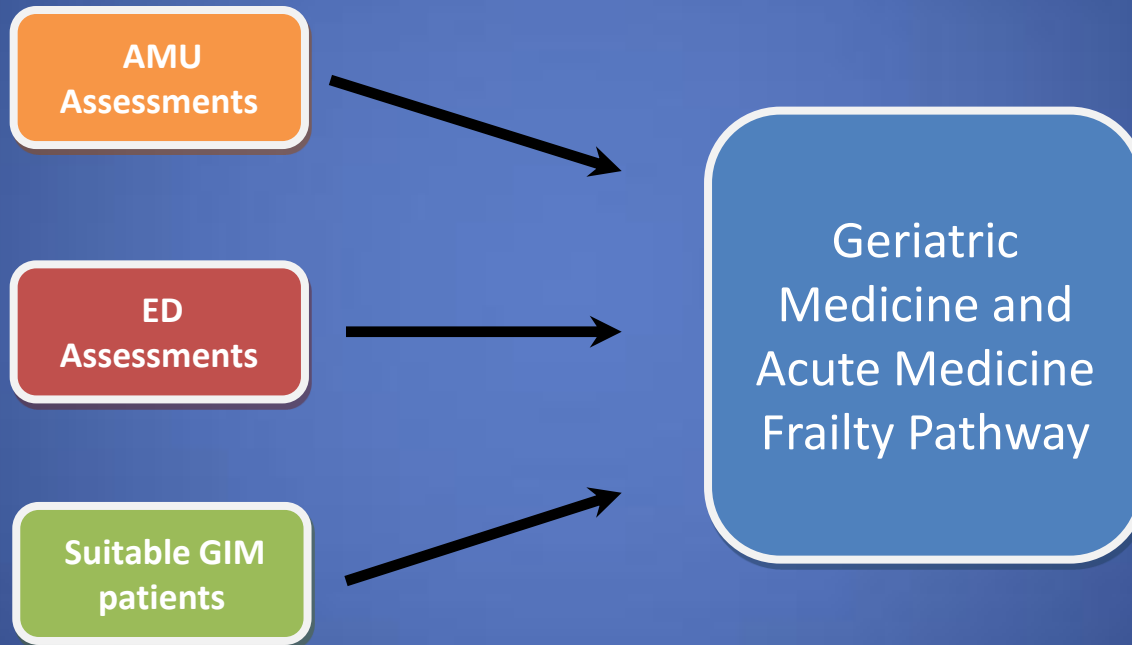 AMU
Assessments
ED
Assessments
Suitable GIM
patients
Geriatric
Medicine and
Acute Medicine
Frailty Pathway